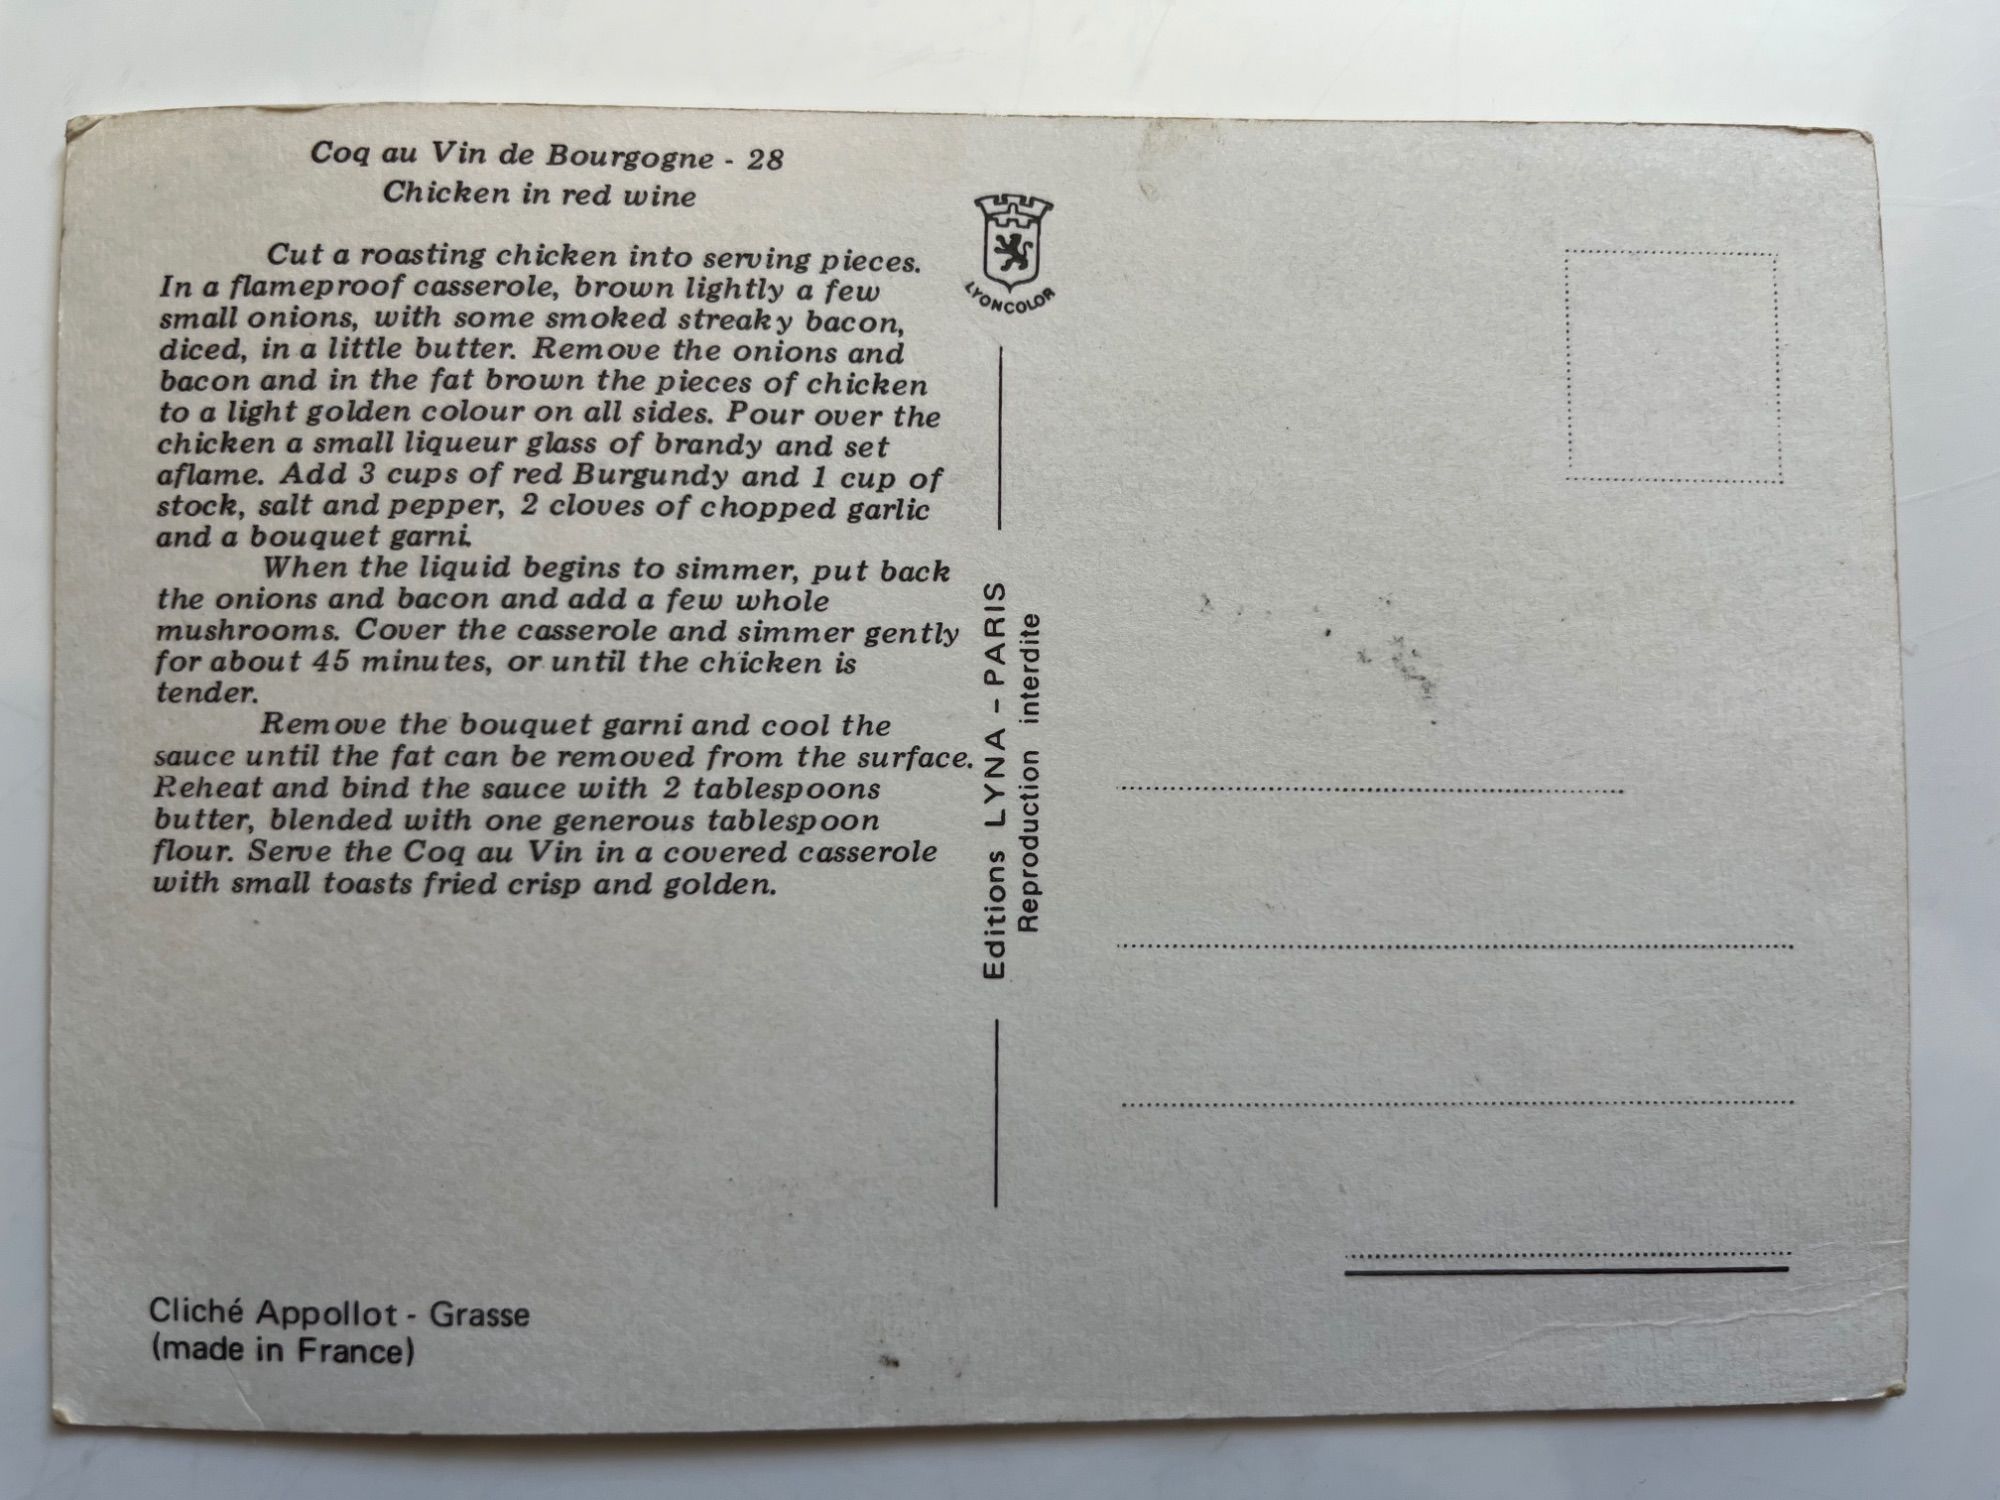 Coq au Vin de Bourgogne - 28
Chicken in red wine
Cut a roasting chicken into serving pieces.
In a flameproof casserole, brown lightly a few
small onions, with some smoked streaky bacon,
diced, in a little butter. Remove the onions and
bacon and in the fat brown the pieces of chicken
to a light golden colour on all sides. Pour over the
chicken a small liqueur glass of brandy and set
aflame. Add 3 cups of red Burgundy and 1 cup of
stock, salt and pepper, 2 cloves of chopped garlic
and a bouquet garni.
When the liquid begins to simmer, put back
the onions and bacon and add a few whole
mushrooms. Cover the casserole and simmer gently
for about 45 minutes, or until the chicken is
tender.
Remove the bouquet garni and cool the
sauce until the fat can be removed from the surface.
Reheat and bind the sauce with 2 tablespoons
butter, blended with one generous tablespoon
flour. Serve the Coq au Vin in a covered casserole
with small toasts fried crisp and golden.
Cliché Appollot - Grasse
(made in France)
LYONCOLOR
Editions LYNA - PARIS
Reproduction interdite